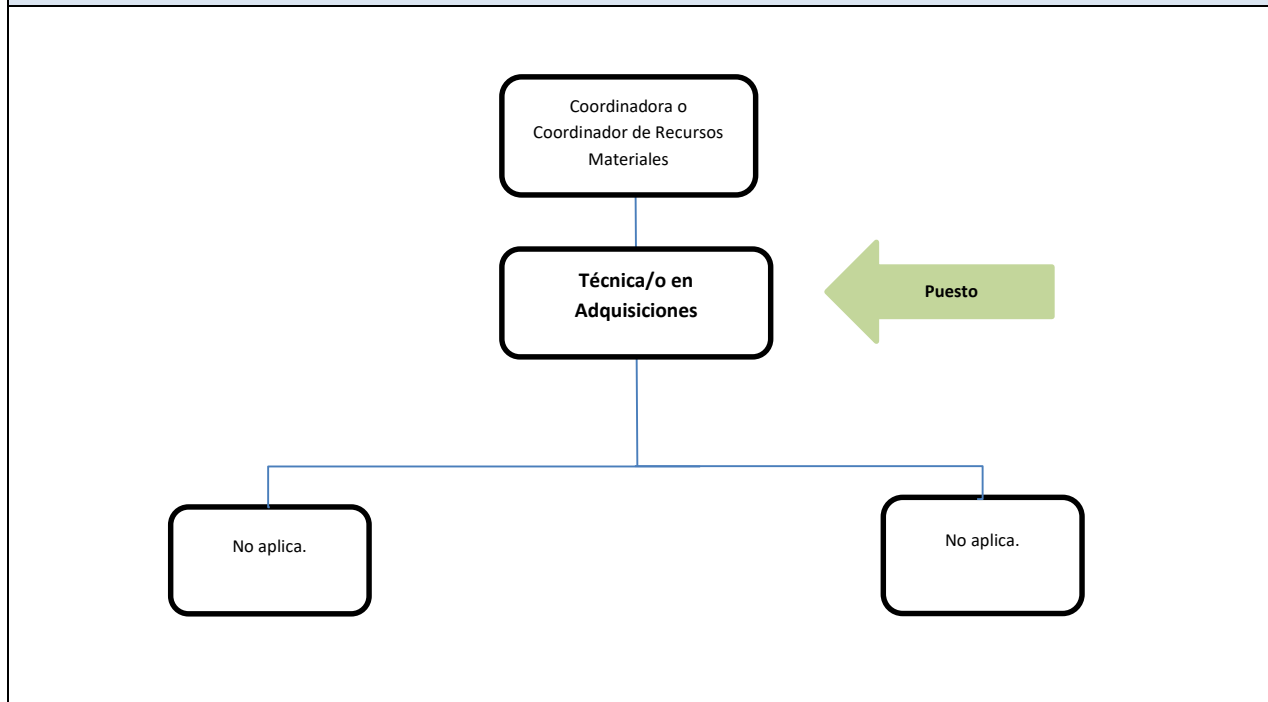 Coordinadora o
Coordinador de Recursos
Materiales
Técnica/o en
Adquisiciones
Puesto
No aplica.
No aplica.